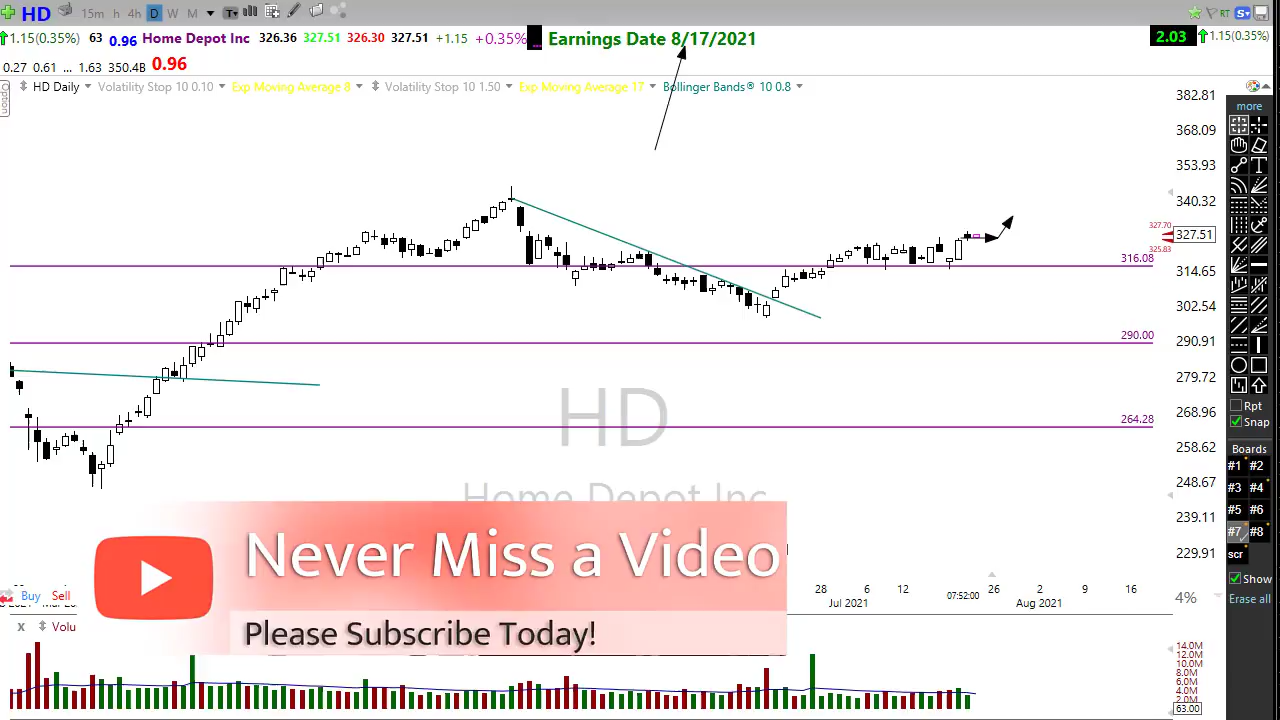 HD 15m h 4h D W M T RT S
1.15(0.35%) 63 0.96 Home Depot Inc 326.36 327.51 326.30 327.51 +1.15 +0.35% ... Earnings Date 8/17/2021 2.03 1.15(0.35%)
0.27 0.61 ... 1.63 350.4B 0.96
Option
HD Daily Volatility Stop 10 0.10 Exp Moving Average 8 Volatility Stop 10 1.50 Exp Moving Average 17 Bollinger Bands® 10 0.8
382.81
more
368.09
T
353.93
340.32
327.70
327.51
325.83
316.08
314.65
302.54
290.00
290.91
279.72
Rpt
268.96
264.28
Snap
258.62
Boards
HD
#1 #2
248.67
#3 #4
Home Depot Inc
#5 #6
239.11
#7 #8
229.91
scr
Never Miss a Video
Show
28 6 12 07:52:00 26 2 9 16
Buy Sell
4%
Erase all
Jul 2021 Aug 2021
x Volu
Please Subscribe Today!
14.0M
12.0M
10.0M
8.0M
6.0M
4.0M
2.0M
63.00